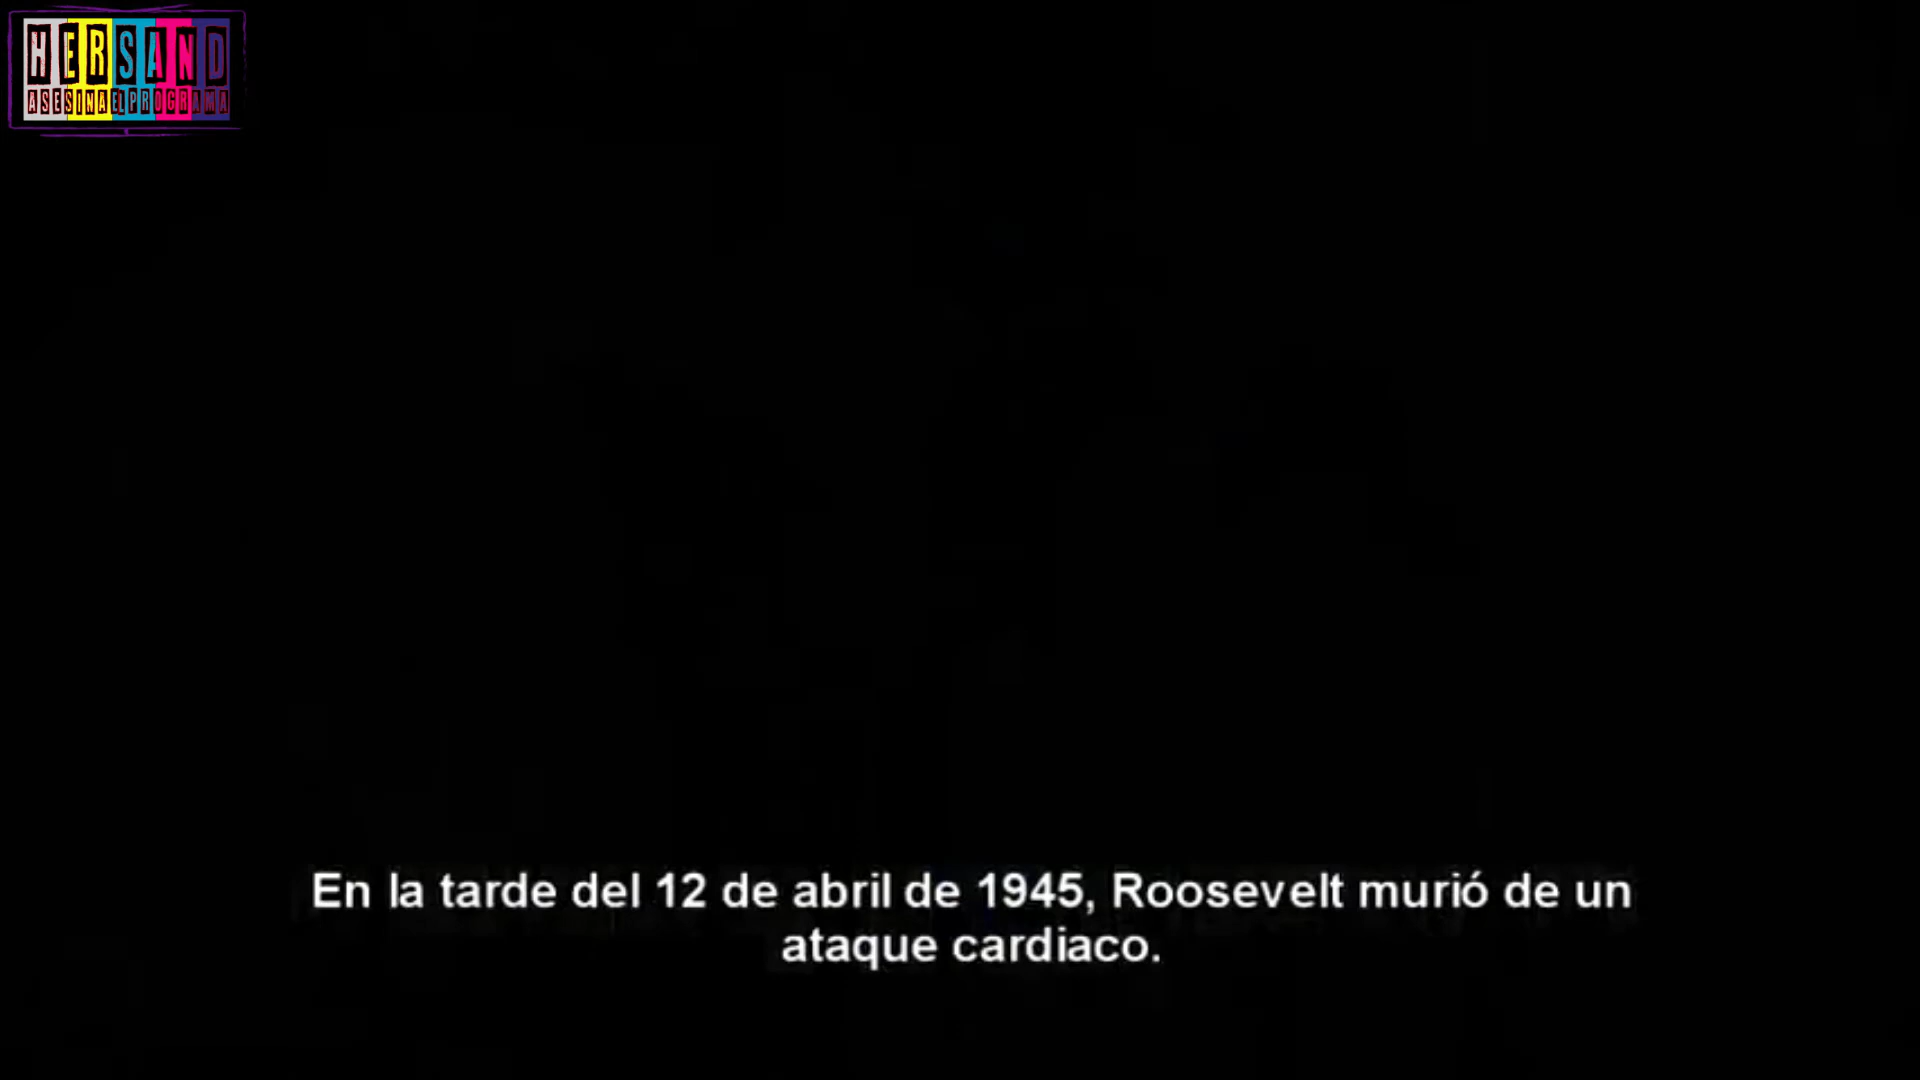 HERSAND
ASESINAELPROGRAMA
En la tarde del 12 de abril de 1945, Roosevelt murió de un
ataque cardiaco.